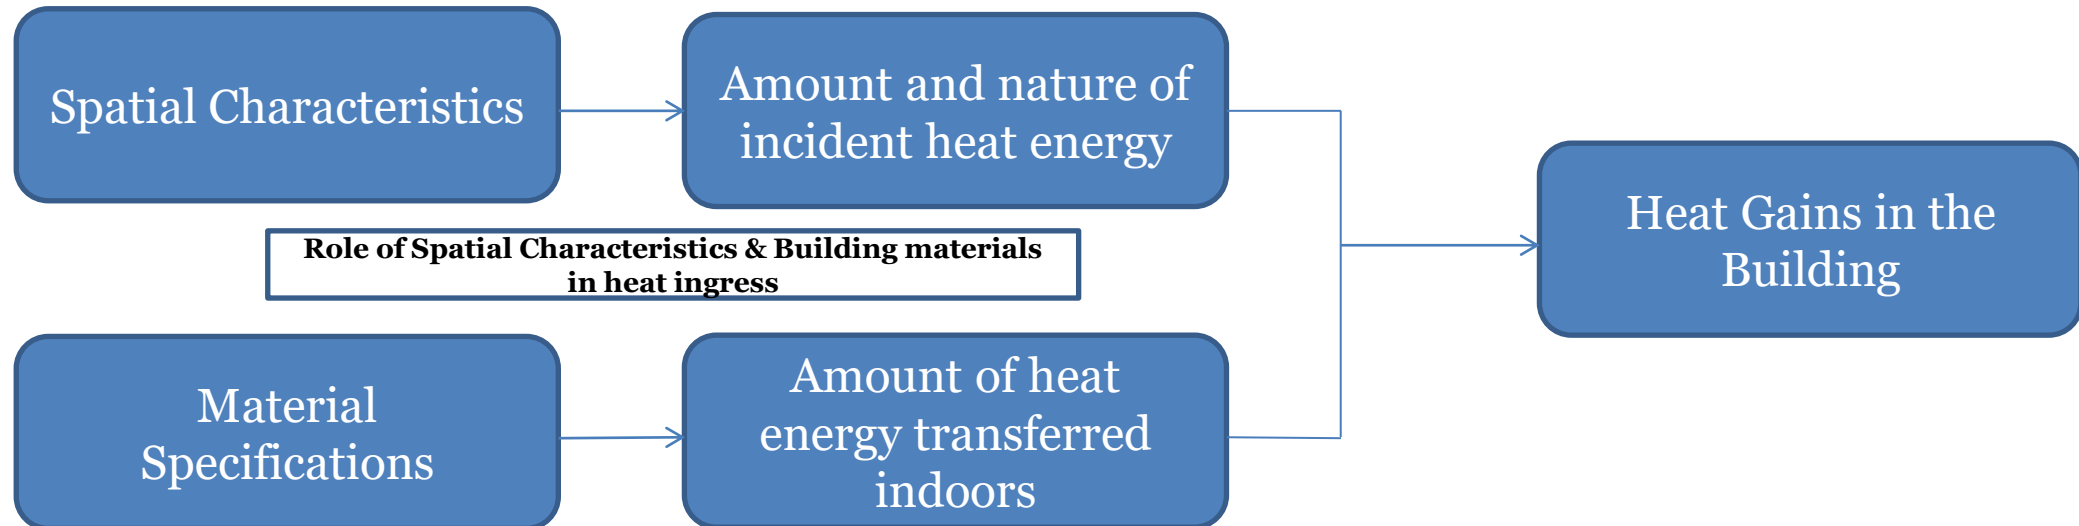 Spatial Characteristics
Amount and nature of
incident heat energy
Heat Gains in the
Building
Role of Spatial Characteristics & Building materials
in heat ingress
Material
Specifications
Amount of heat
energy transferred
indoors